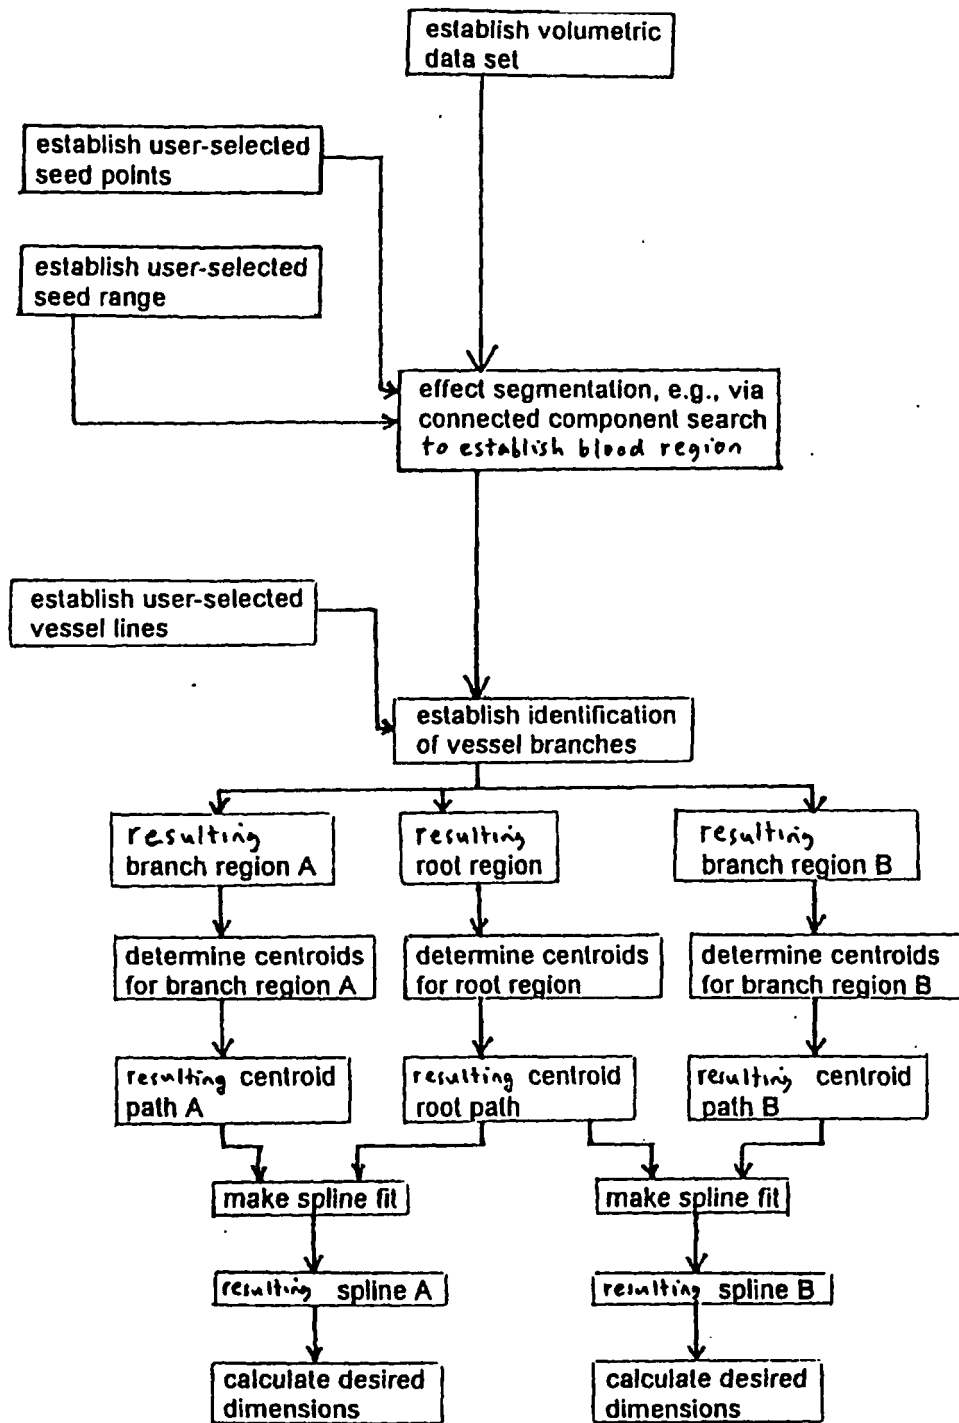 establish volumetric
data set
establish user-selected
seed points
establish user-selected
seed range
effect segmentation, e.g., via
connected component search
to establish blood region
establish user-selected
vessel lines
establish identification
of vessel branches
resulting
branch region A
resulting
root region
resulting
branch region B
determine centroids
for branch region A
determine centroids
for root region
determine centroids
for branch region B
resulting centroid
path A
resulting centroid
root path
resulting centroid
path B
make spline fit
make spline fit
resulting spline A
resulting spline B
calculate desired
dimensions
calculate desired
dimensions